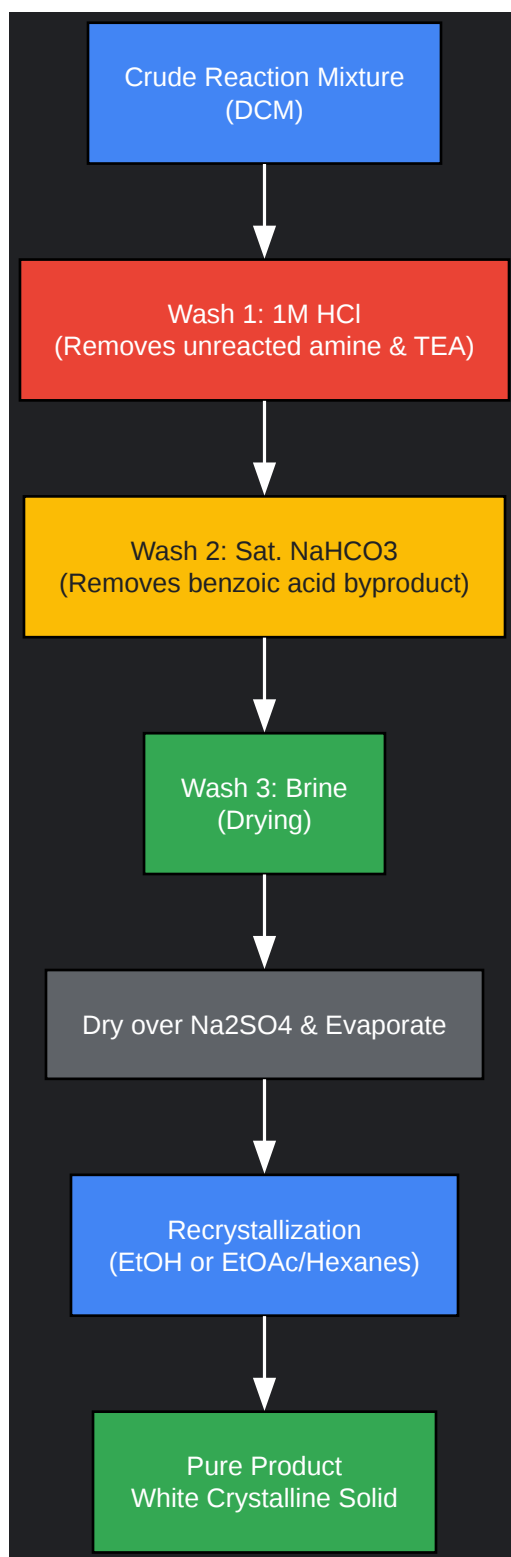 Crude Reaction Mixture
(DCM)
Wash 1: 1M HCl
(Removes unreacted amine & TEA)
Wash 2: Sat. NaHCO3
(Removes benzoic acid byproduct)
Wash 3: Brine
(Drying)
Dry over Na2SO4 & Evaporate
Recrystallization
(EtOH or EtOAc/Hexanes)
Pure Product
White Crystalline Solid